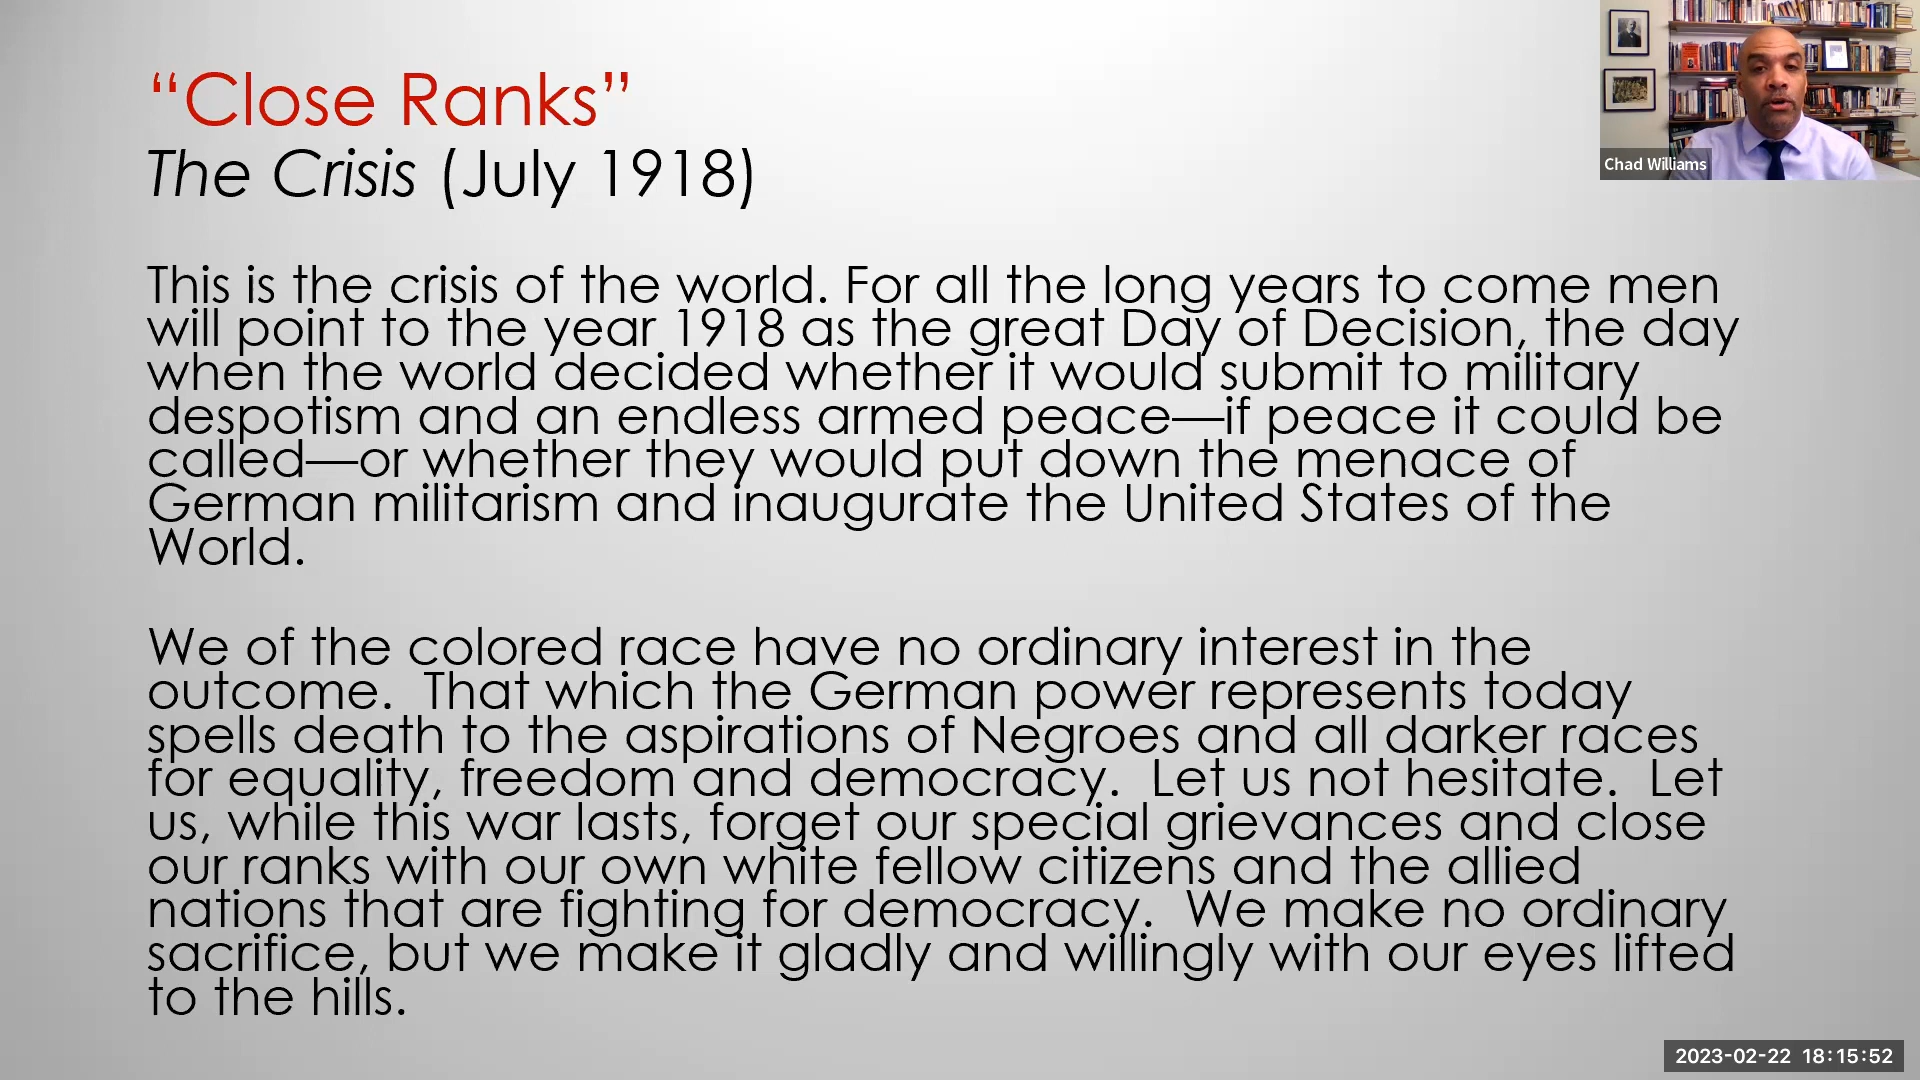 “Close Ranks”
The Crisis (July 1918)
This is the crisis of the world. For all the long years to come men
will point to the year 1918 as the great Day of Decision, the day
when the world decided whether it would submit to military
despotism and an endless armed peace—if peace it could be
called—or whether they would put down the menace of
German militarism and inaugurate the United States of the
World.
We of the colored race have no ordinary interest in the
outcome.  That which the German power represents today
spells death to the aspirations of Negroes and all darker races
for equality, freedom and democracy.  Let us not hesitate.  Let
us, while this war lasts, forget our special grievances and close
our ranks with our own white fellow citizens and the allied
nations that are fighting for democracy.  We make no ordinary
sacrifice, but we make it gladly and willingly with our eyes lifted
to the hills.
Chad Williams
2023-02-22 18:15:52